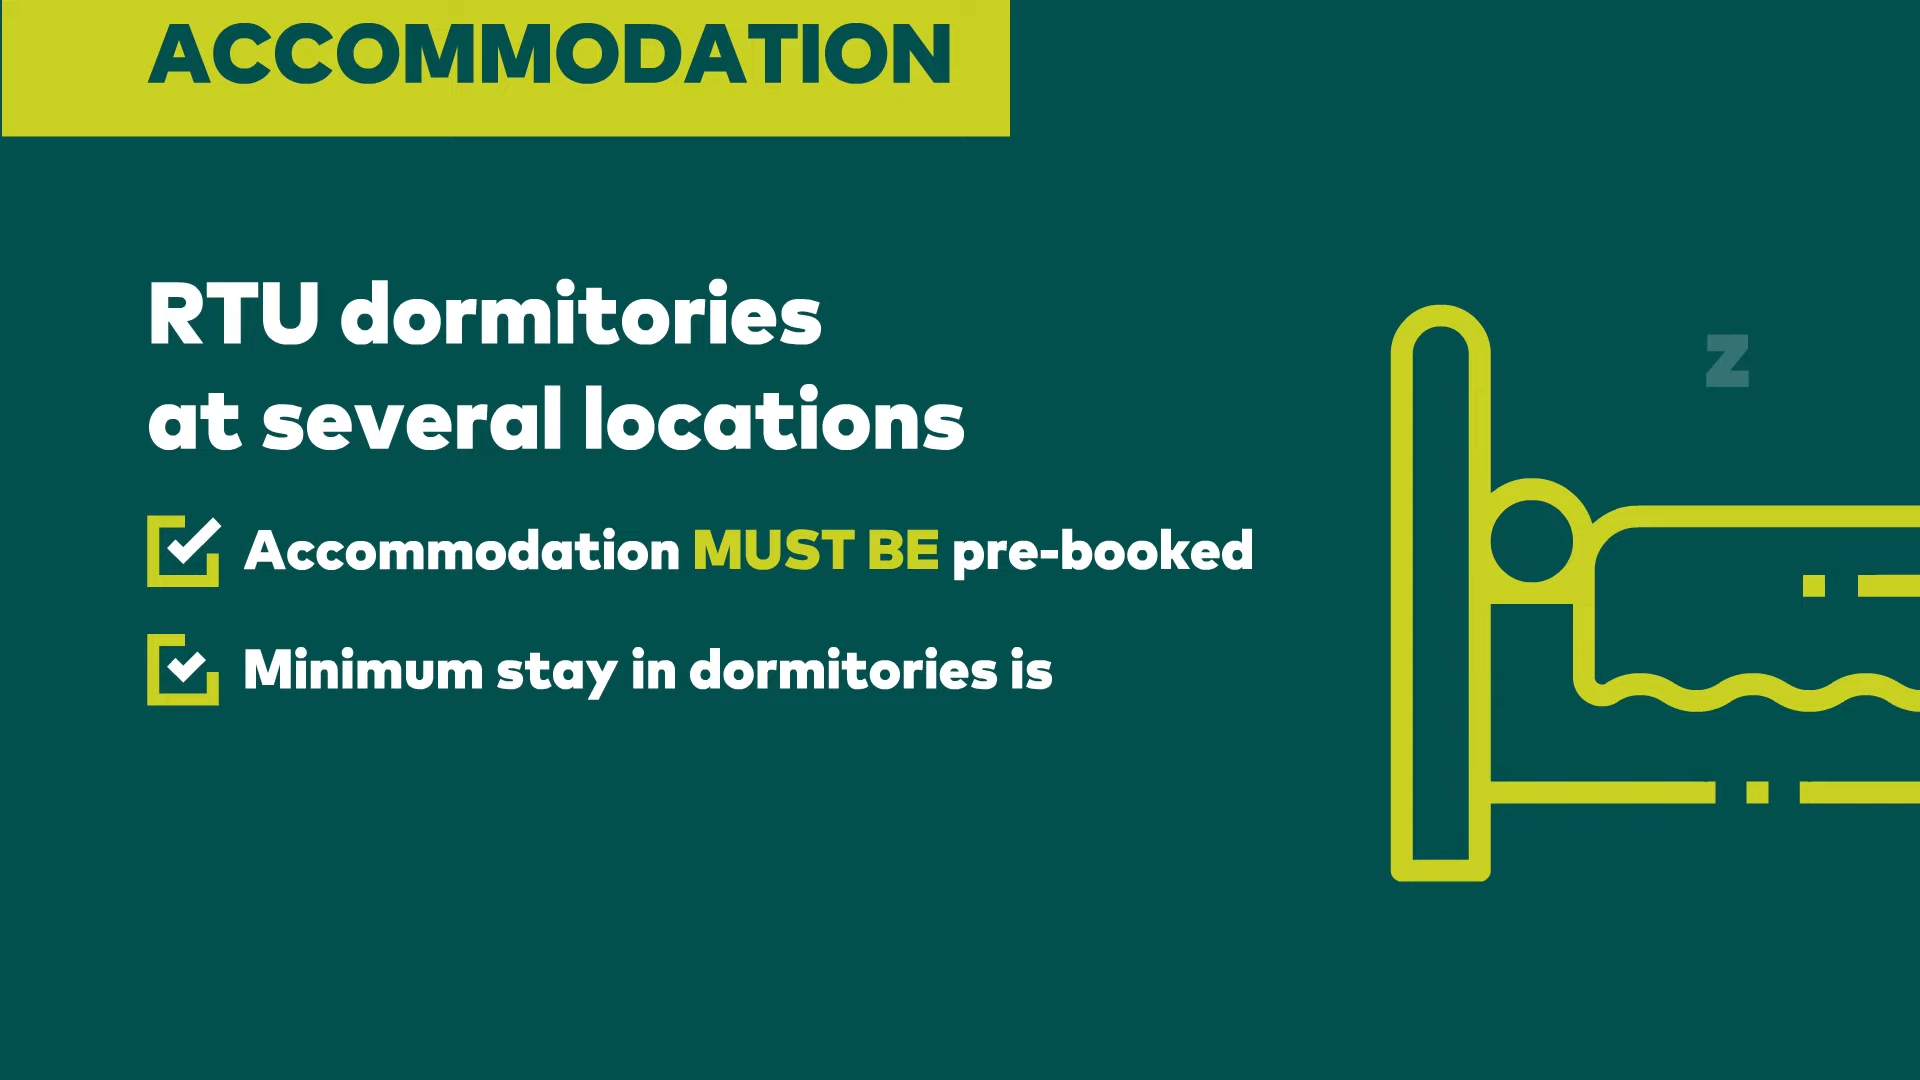 ACCOMMODATION
RTU dormitories
at several locations
Accommodation MUST BE pre-booked
Minimum stay in dormitories is
z